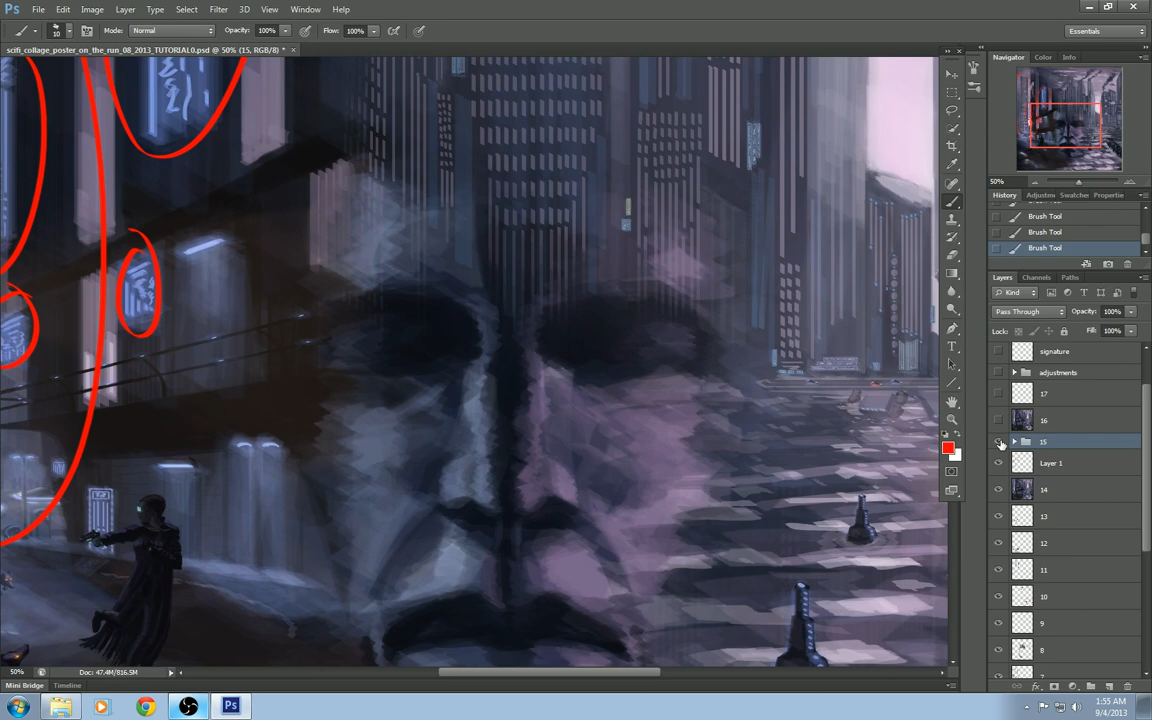 Ps File Edit Image Layer Type Select Filter 3D View Window Help
10 Mode: Normal Opacity: 100% Flow: 100% Essentials
scifi_collage_poster_on_the_run_08_2013_TUTORIAL0.psd @ 50% (15, RGB/8) * ×
Navigator Color Info
50%
History Adjustm Swatches Propertie
Brush Tool
Brush Tool
Brush Tool
Layers Channels Paths
Kind
Pass Through Opacity: 100%
Lock: Fill: 100%
signature
adjustments
17
16
15
Layer 1
14
13
12
11
10
9
8
50% Doc: 47.4M/816.5M
Mini Bridge Timeline
Ps 1:55 AM
9/4/2013